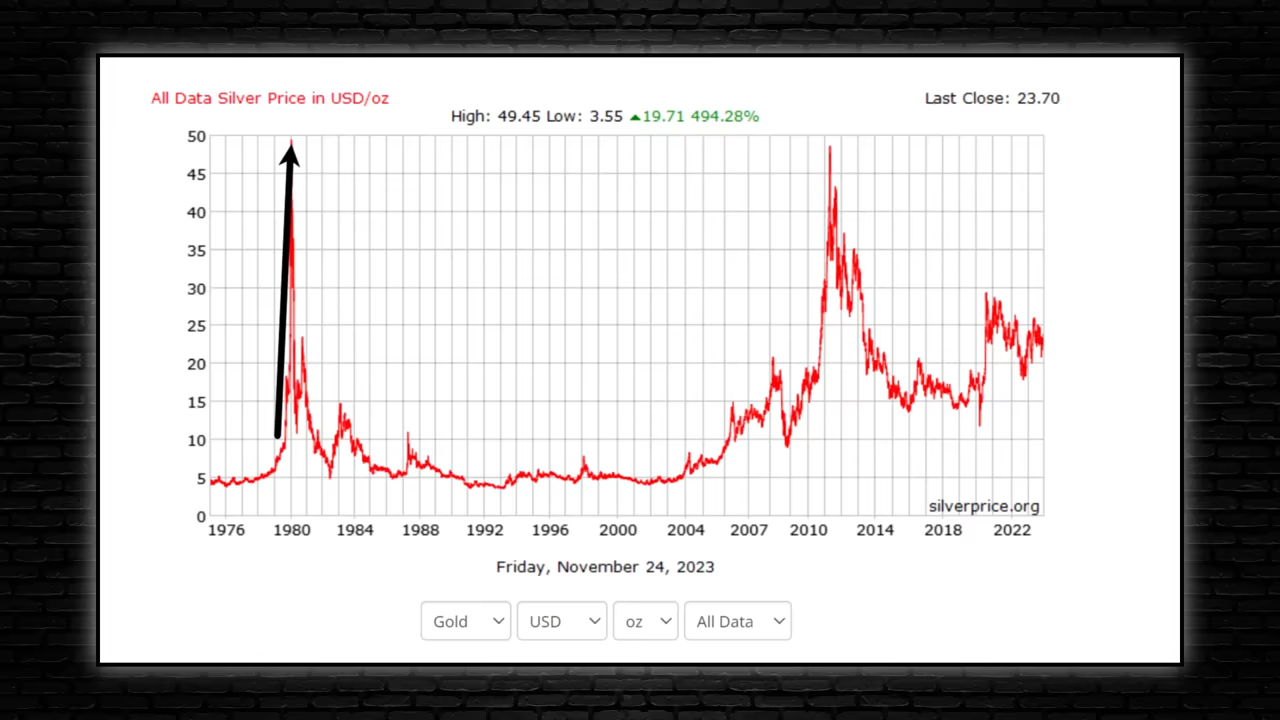 All Data Silver Price in USD/oz
Last Close: 23.70
High: 49.45 Low: 3.55 ▲19.71 494.28%
50
45
40
35
30
25
20
15
10
5
0
silverprice.org
1976 1980 1984 1988 1992 1996 2000 2004 2007 2010 2014 2018 2022
Friday, November 24, 2023
Gold USD oz All Data